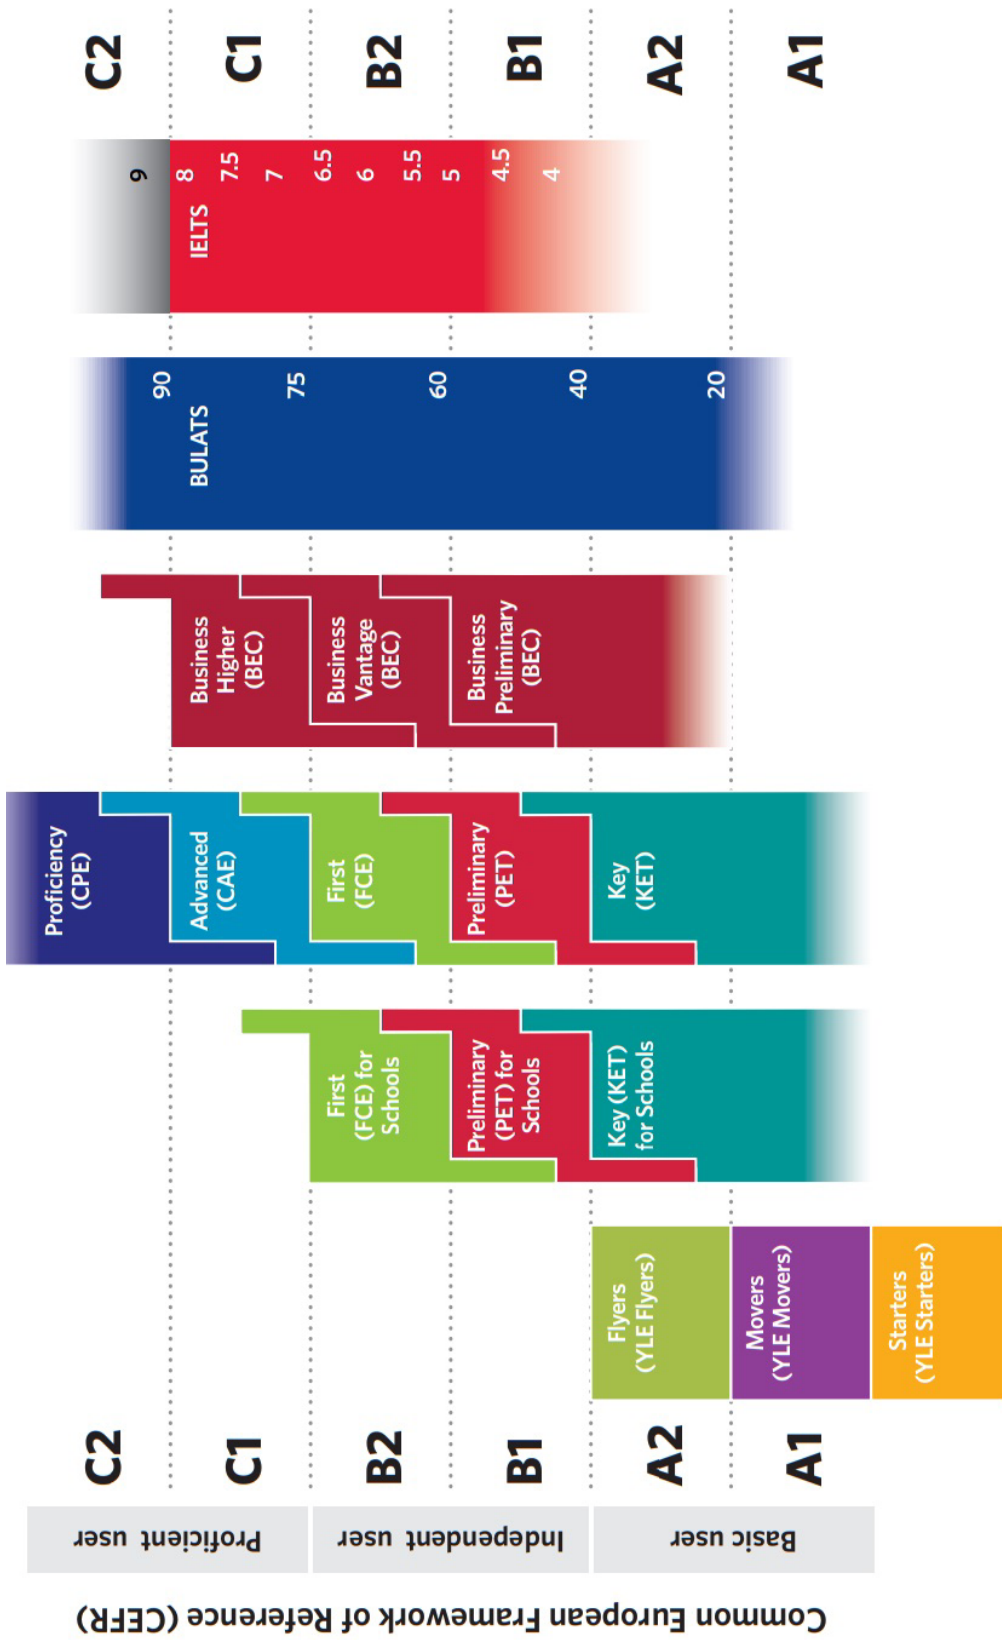 Common European Framework of Reference (CEFR)
Proficient user
Independent user
Basic user
C2
C1
B2
B1
A2
A1
Flyers
(YLE Flyers)
Movers
(YLE Movers)
Starters
(YLE Starters)
First
(FCE) for
Schools
Preliminary
(PET) for
Schools
Key (KET)
for Schools
Proficiency
(CPE)
Advanced
(CAE)
First
(FCE)
Preliminary
(PET)
Key
(KET)
Business
Higher
(BEC)
Business
Vantage
(BEC)
Business
Preliminary
(BEC)
BULATS
90
75
60
40
20
IELTS
9
8
7.5
7
6.5
6
5.5
5
4.5
4
C2
C1
B2
B1
A2
A1